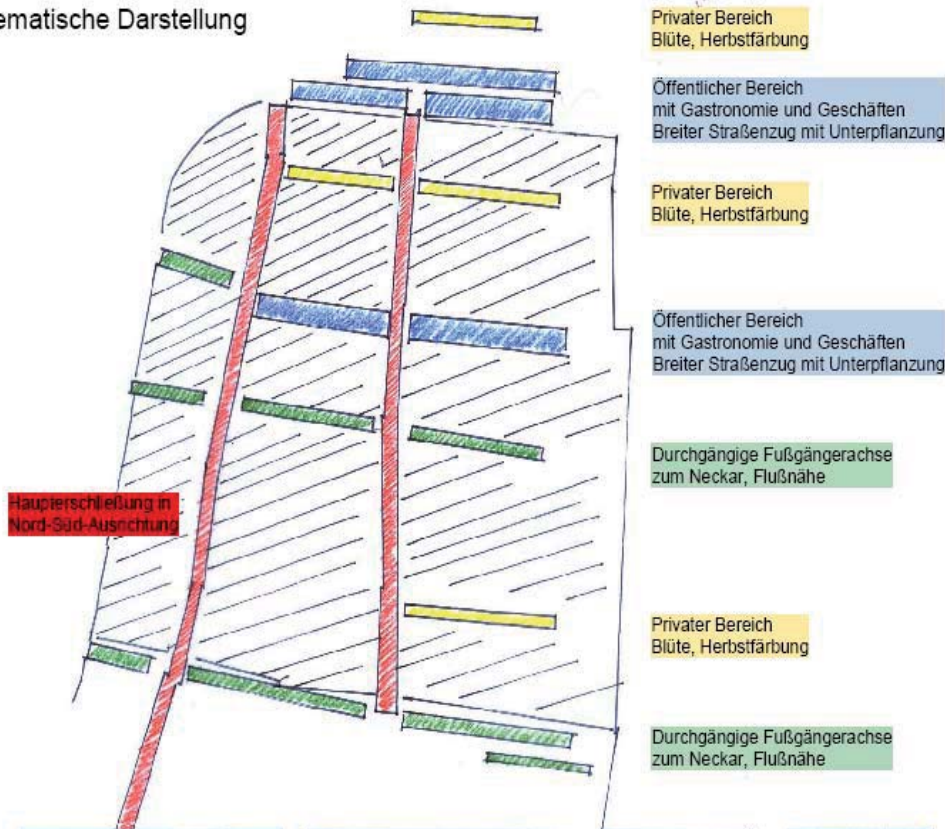 Darstellung
Privater Bereich
Blüte, Herbstfärbung
Öffentlicher Bereich
mit Gastronomie und Geschäften
Breiter Straßenzug mit Unterpflanzung
Privater Bereich
Blüte, Herbstfärbung
Öffentlicher Bereich
mit Gastronomie und Geschäften
Breiter Straßenzug mit Unterpflanzung
Durchgängige Fußgängerachse
zum Neckar, Flußnähe
Haupterschließung in
Nord-Süd-Ausrichtung
Privater Bereich
Blüte, Herbstfärbung
Durchgängige Fußgängerachse
zum Neckar, Flußnähe